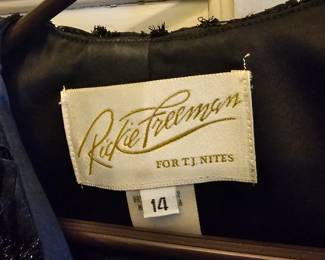 Rickie Freeman
FOR T.J. NITES
14